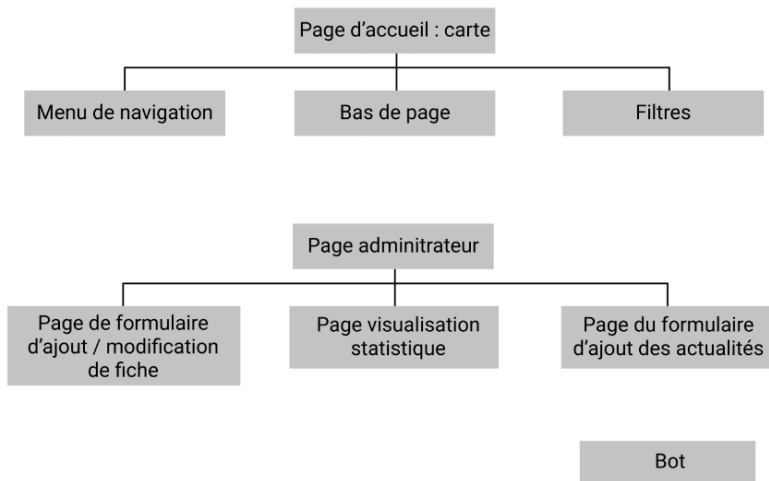 Page d’accueil : carte
Menu de navigation
Bas de page
Filtres
Page adminitrateur
Page de formulaire
d’ajout / modification
de fiche
Page visualisation
statistique
Page du formulaire
d’ajout des actualités
Bot